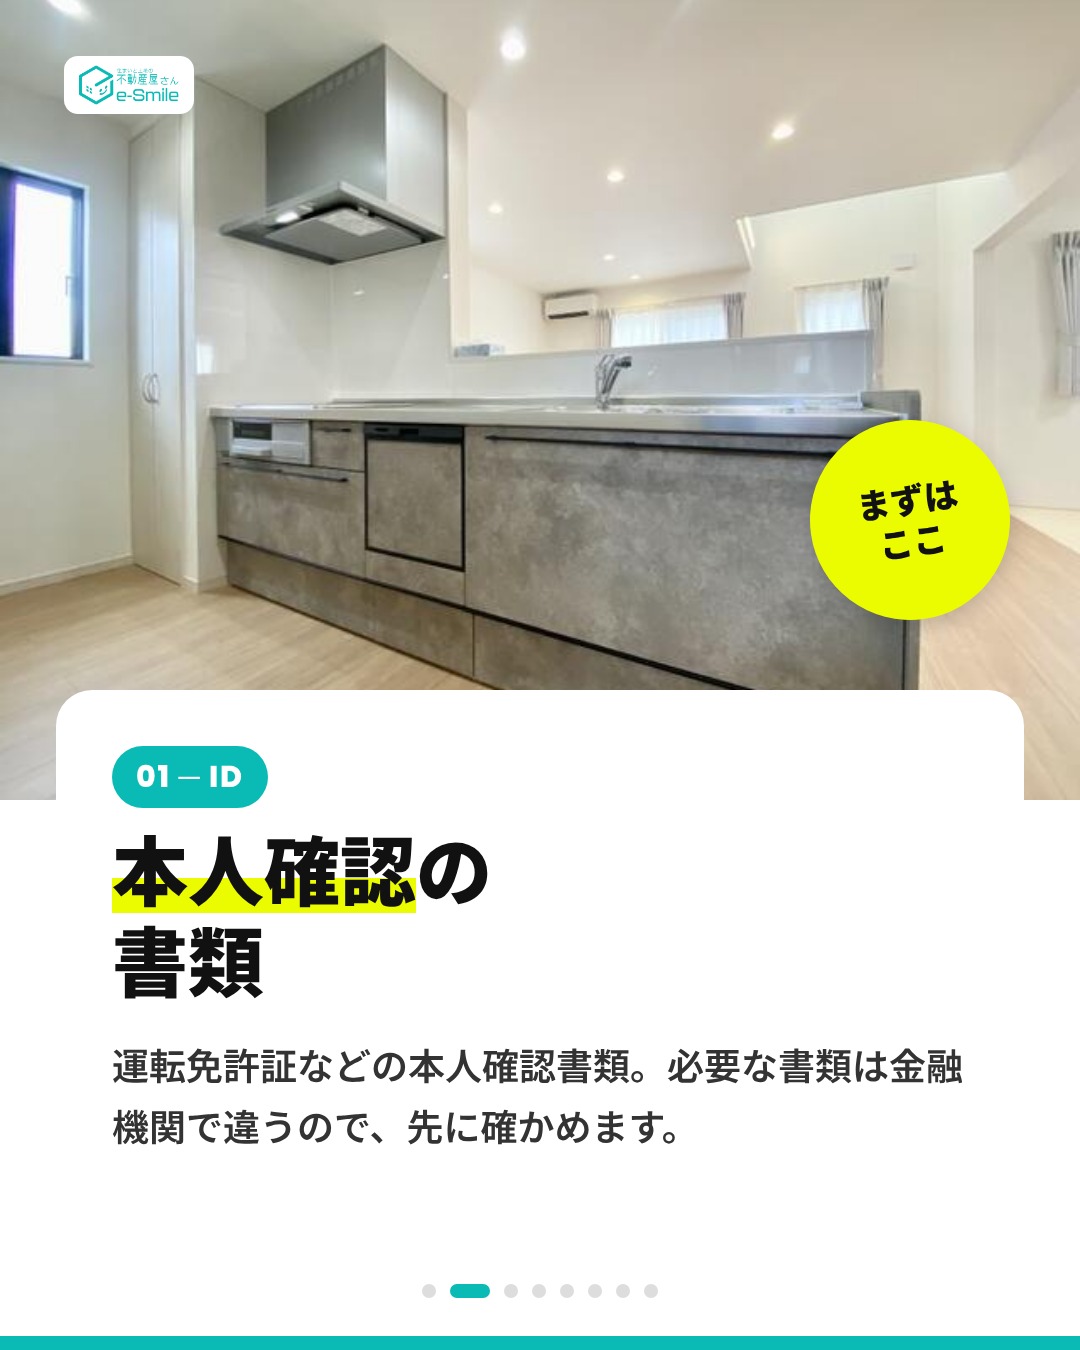 不動産屋さん
e-Smile
まずは
ここ
01 — ID
本人確認の
書類
運転免許証などの本人確認書類。必要な書類は金融
機関で違うので、先に確かめます。